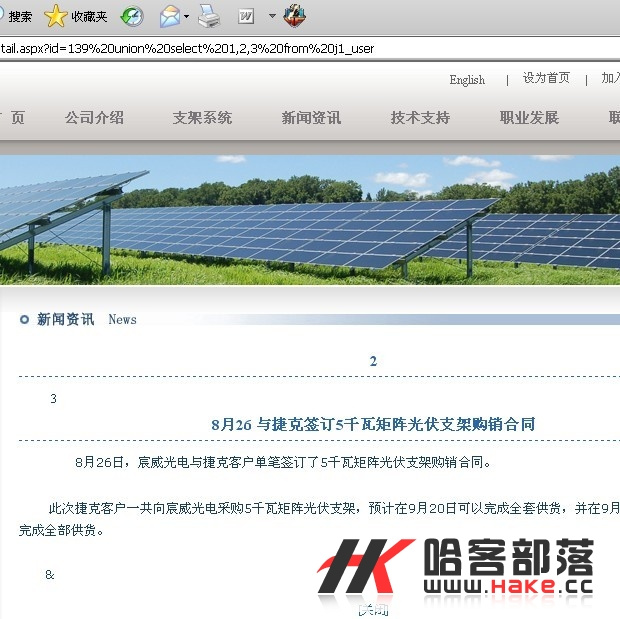 搜索 收藏夹
tail.aspx?id=139%20union%20select%201,2,3%20from%20j1_user
English | 设为首页 | 加入
页 公司介绍 支架系统 新闻资讯 技术支持 职业发展 联
新闻资讯 News
2
3
8月26 与捷克签订5千瓦矩阵光伏支架购销合同
8月26日，宸威光电与捷克客户单笔签订了5千瓦矩阵光伏支架购销合同。
此次捷克客户一共向宸威光电采购5千瓦矩阵光伏支架，预计在9月20日可以完成全套供货，并在9月
完成全部供货。
&
HK 哈客部落
www.HAKE.cc
[关闭]